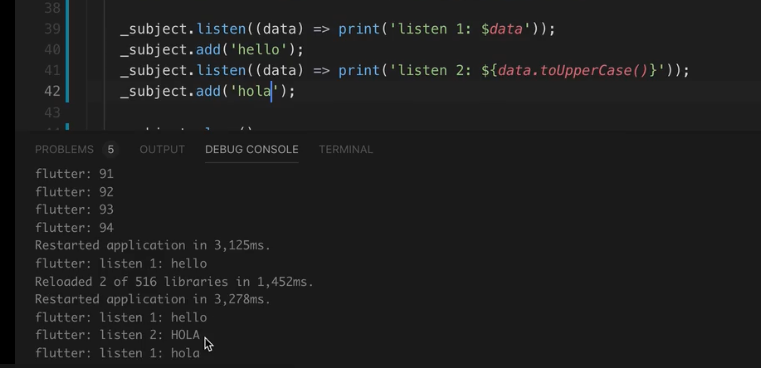 38
39 _subject.listen((data) => print('listen 1: $data'));
40 _subject.add('hello');
41 _subject.listen((data) => print('listen 2: ${data.toUpperCase()}'));
42 _subject.add('hola');
43
PROBLEMS 5 OUTPUT DEBUG CONSOLE TERMINAL
flutter: 91
flutter: 92
flutter: 93
flutter: 94
Restarted application in 3,125ms.
flutter: listen 1: hello
Reloaded 2 of 516 libraries in 1,452ms.
Restarted application in 3,278ms.
flutter: listen 1: hello
flutter: listen 2: HOLA
flutter: listen 1: hola